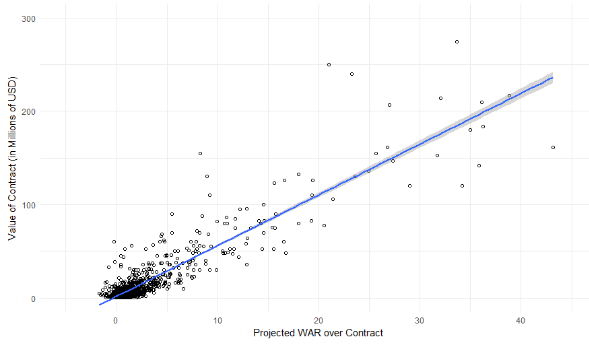 300
200
100
0
Value of Contract (in Millions of USD)
0 10 20 30 40
Projected WAR over Contract